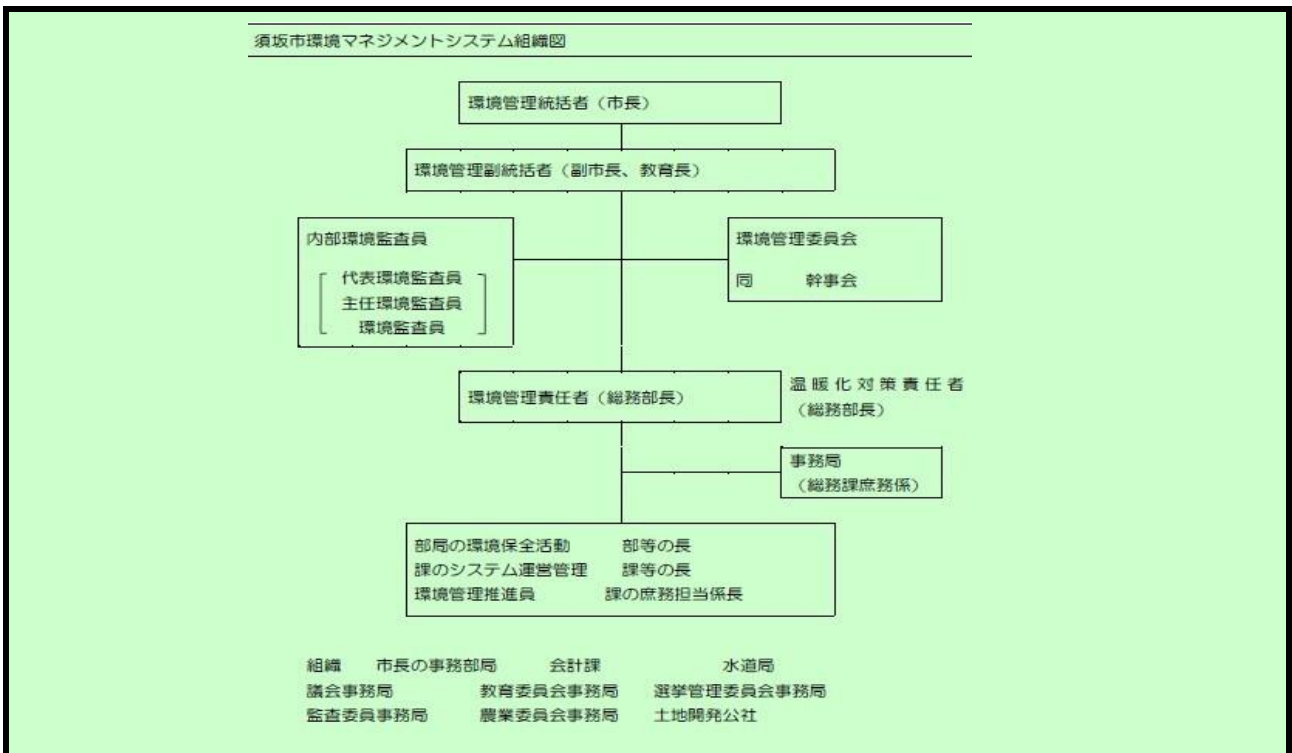 須坂市環境マネジメントシステム組織図
環境管理統括者（市長）
環境管理副統括者（副市長、教育長）
内部環境監査員
代表環境監査員
主任環境監査員
環境監査員
環境管理委員会
同 幹事会
環境管理責任者（総務部長）
温暖化対策責任者
（総務部長）
事務局
（総務課庶務係）
部局の環境保全活動 部等の長
課のシステム運営管理 課等の長
環境管理推進員 課の庶務担当係長
組織 市長の事務部局 会計課 水道局
議会事務局 教育委員会事務局 選挙管理委員会事務局
監査委員事務局 農業委員会事務局 土地開発公社